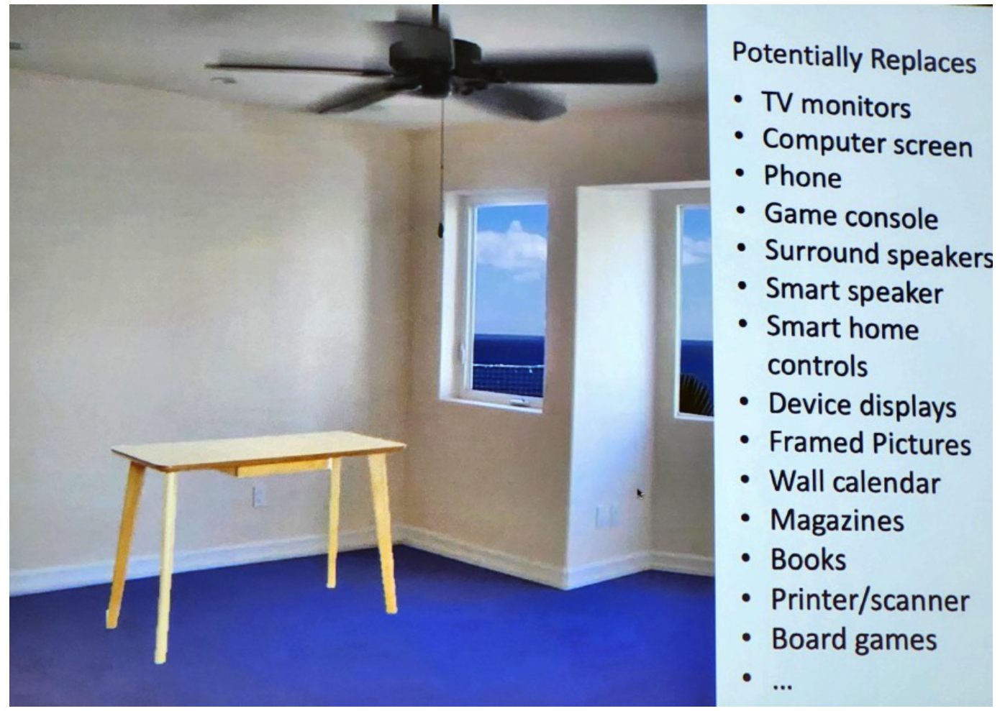 Potentially Replaces
• TV monitors
• Computer screen
• Phone
• Game console
• Surround speakers
• Smart speaker
• Smart home
controls
• Device displays
• Framed Pictures
• Wall calendar
• Magazines
• Books
• Printer/scanner
• Board games
• ...